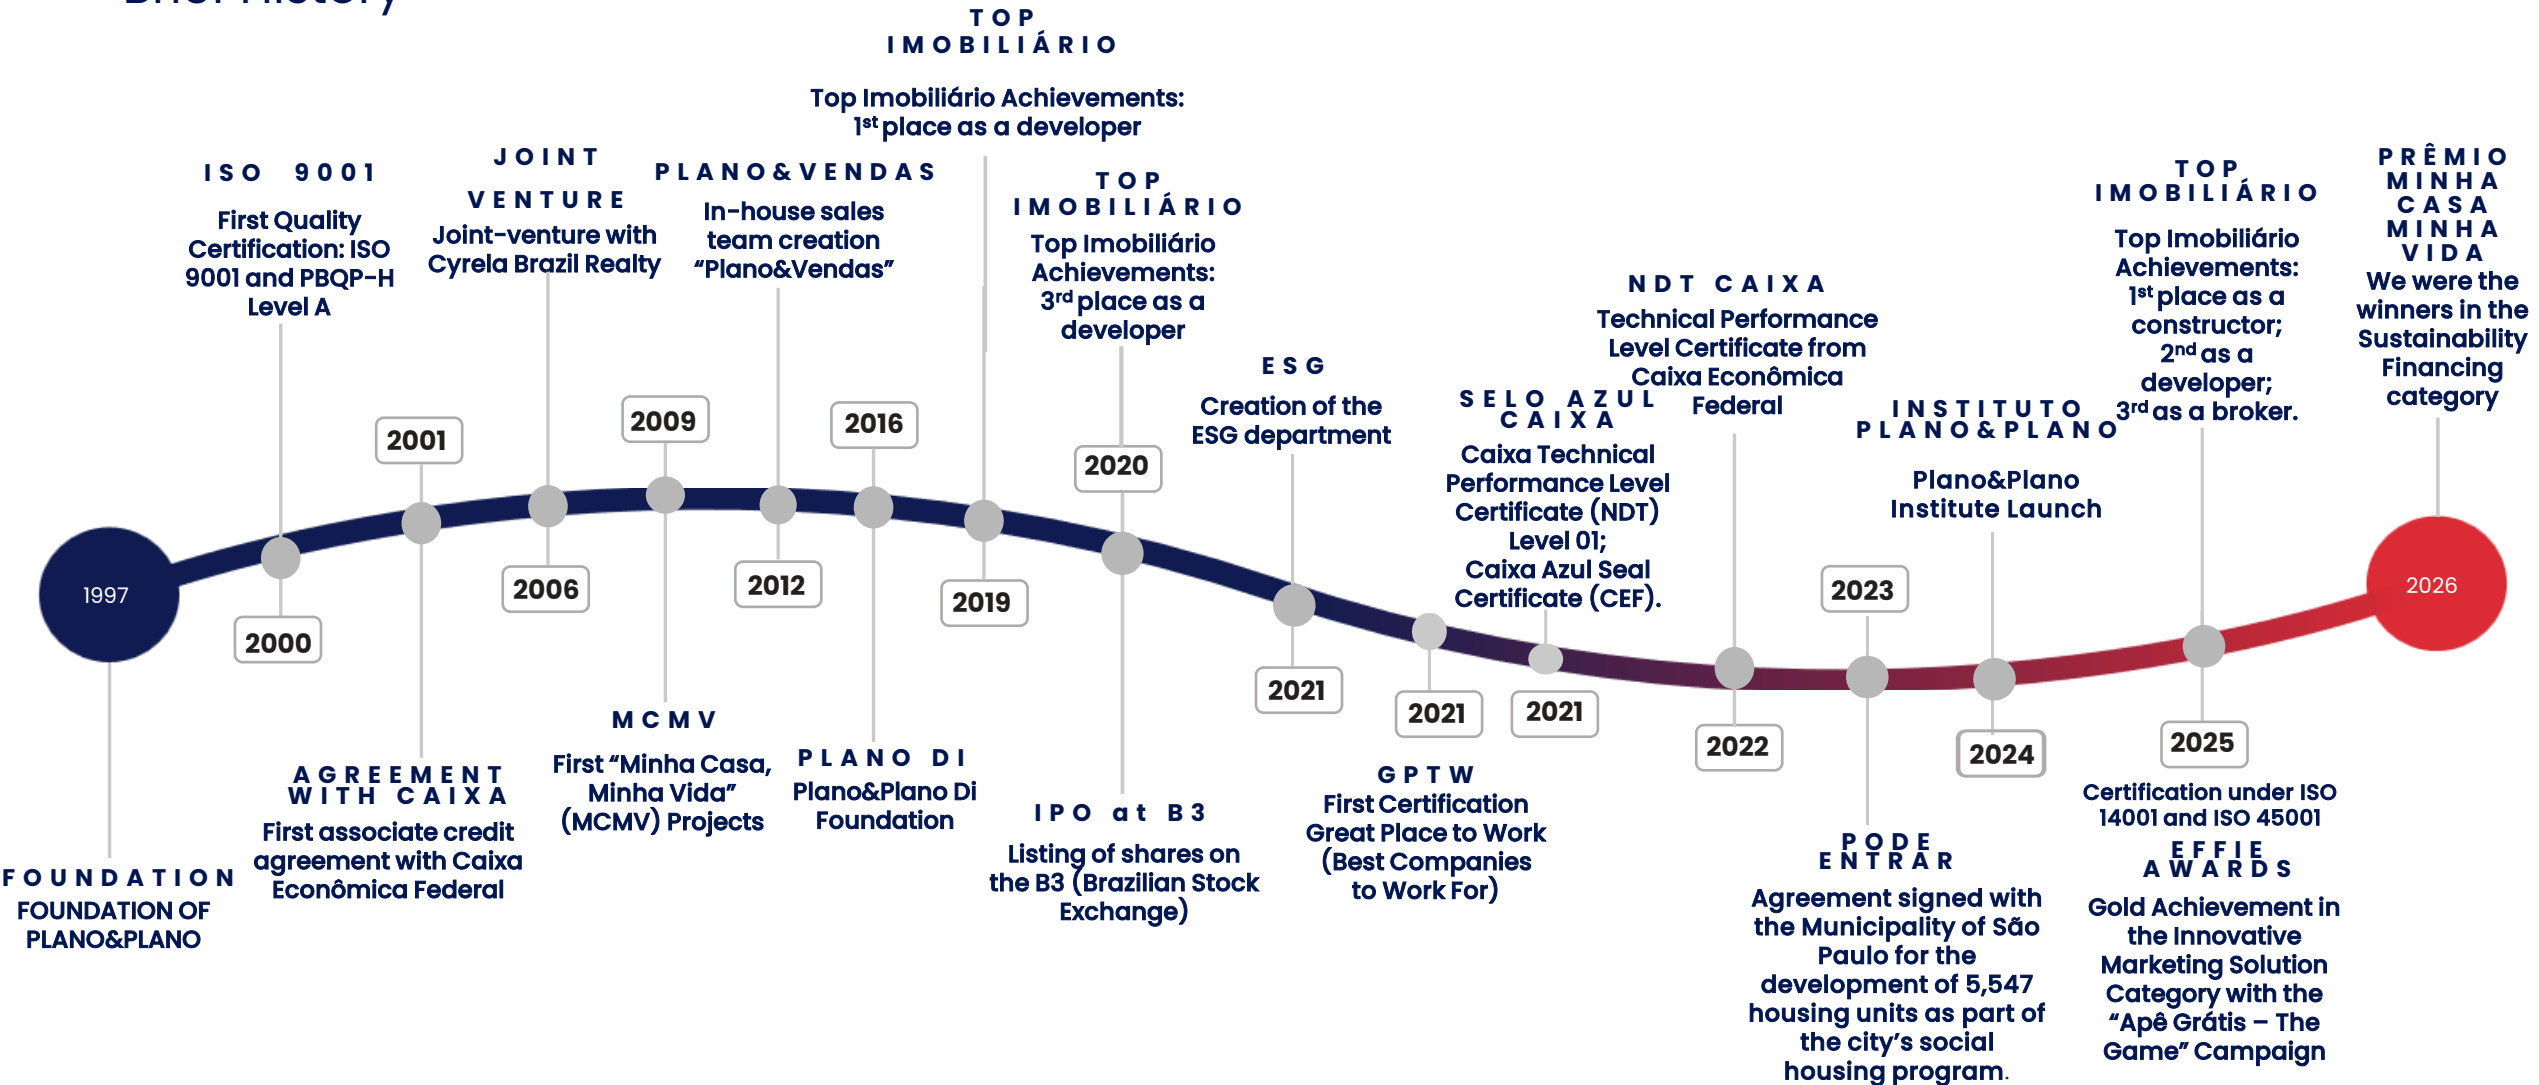 Brief History
1997
FOUNDATION
FOUNDATION OF
PLANO&PLANO
ISO 9001
First Quality
Certification: ISO
9001 and PBQP-H
Level A
2000
2001
AGREEMENT
WITH CAIXA
First associate credit
agreement with Caixa
Econômica Federal
JOINT
VENTURE
Joint-venture with
Cyrela Brazil Realty
2006
2009
MCMV
First “Minha Casa,
Minha Vida”
(MCMV) Projects
PLANO&VENDAS
In-house sales
team creation
“Plano&Vendas”
2012
2016
PLANO DI
Plano&Plano Di
Foundation
TOP
IMOBILIÁRIO
Top Imobiliário Achievements:
1st place as a developer
2019
TOP
IMOBILIÁRIO
Top Imobiliário
Achievements:
3rd place as a
developer
2020
IPO at B3
Listing of shares on
the B3 (Brazilian Stock
Exchange)
ESG
Creation of the
ESG department
2021
2021
GPTW
First Certification
Great Place to Work
(Best Companies
to Work For)
SELO AZUL
CAIXA
Caixa Technical
Performance Level
Certificate (NDT)
Level 01;
Caixa Azul Seal
Certificate (CEF).
2021
NDT CAIXA
Technical Performance
Level Certificate from
Caixa Econômica
Federal
2022
2023
PODE
ENTRAR
Agreement signed with
the Municipality of São
Paulo for the
development of 5,547
housing units as part of
the city’s social
housing program.
INSTITUTO
PLANO&PLANO
Plano&Plano
Institute Launch
2024
TOP
IMOBILIÁRIO
Top Imobiliário
Achievements:
1st place as a
constructor;
2nd as a
developer;
3rd as a broker.
2025
Certification under ISO
14001 and ISO 45001
EFFIE
AWARDS
Gold Achievement in
the Innovative
Marketing Solution
Category with the
“Apê Grátis – The
Game” Campaign
PRÊMIO
MINHA
CASA
MINHA
VIDA
We were the
winners in the
Sustainability
Financing
category
2026